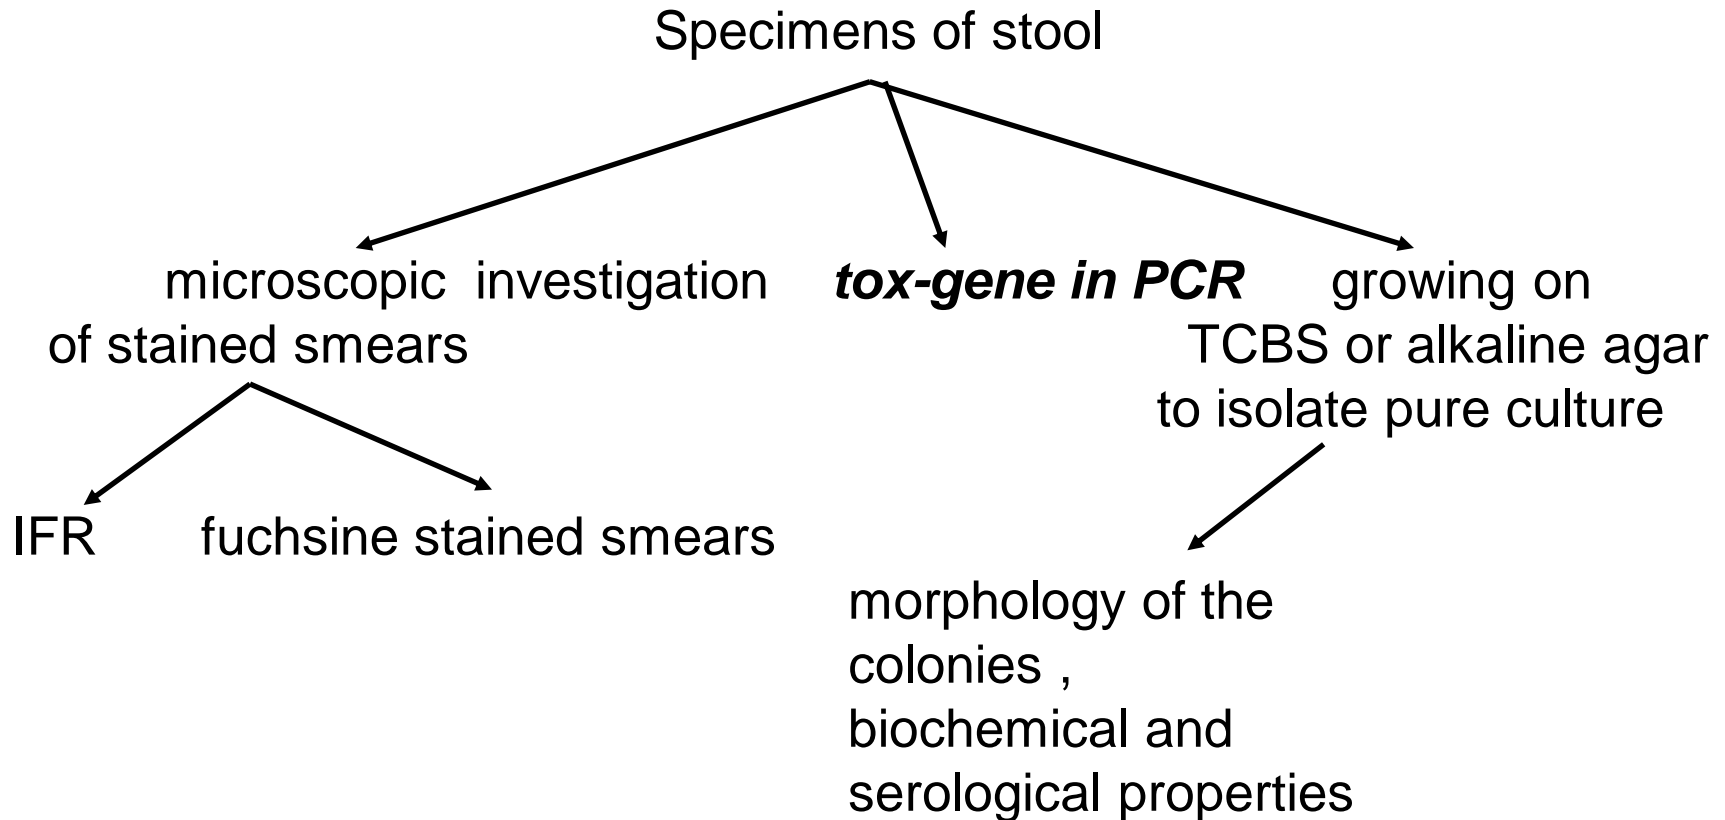 Specimens of stool
microscopic investigation
of stained smears
tox-gene in PCR
growing on
TCBS or alkaline agar
to isolate pure culture
IFR
fuchsine stained smears
morphology of the
colonies ,
biochemical and
serological properties